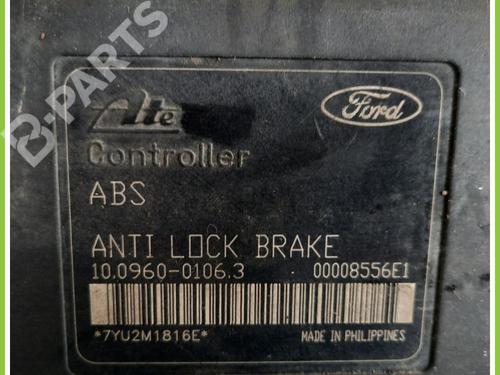 B-PARTS
Ate
Ford
Controller
ABS
ANTI LOCK BRAKE
10.0960-0106.3 00008556E1
*7YU2M1816E* MADE IN PHILIPPINES